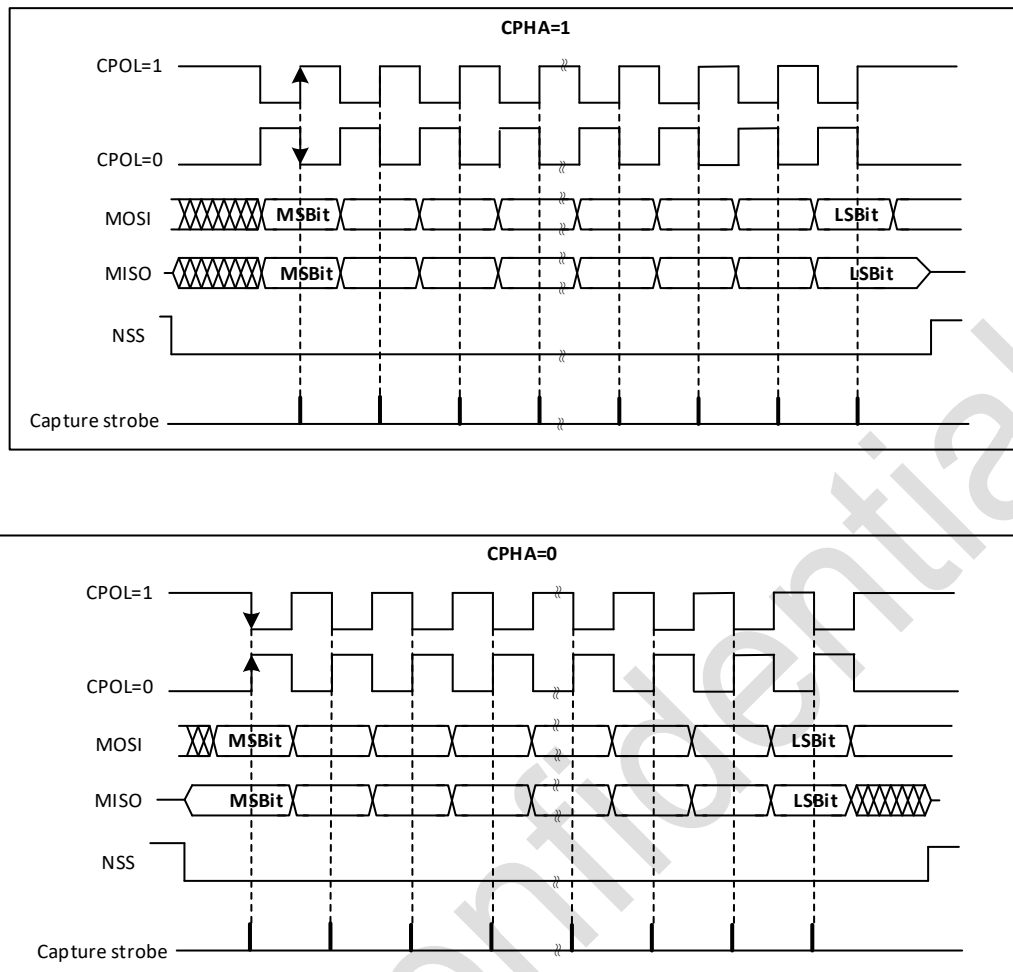 CPHA=1
CPOL=1
CPOL=0
MOSI MSBit LSBit
MISO MSBit LSBit
NSS
Capture strobe
CPHA=0
CPOL=1
CPOL=0
MOSI MSBit LSBit
MISO MSBit LSBit
NSS
Capture strobe
onfidential